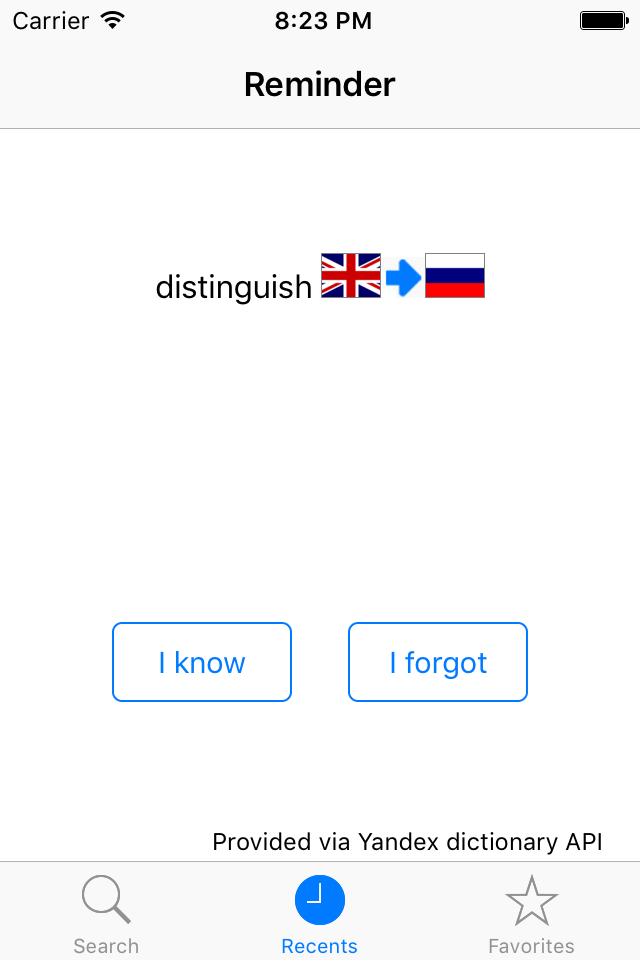 Carrier 8:23 PM
Reminder
distinguish
I know I forgot
Provided via Yandex dictionary API
Search Recents Favorites